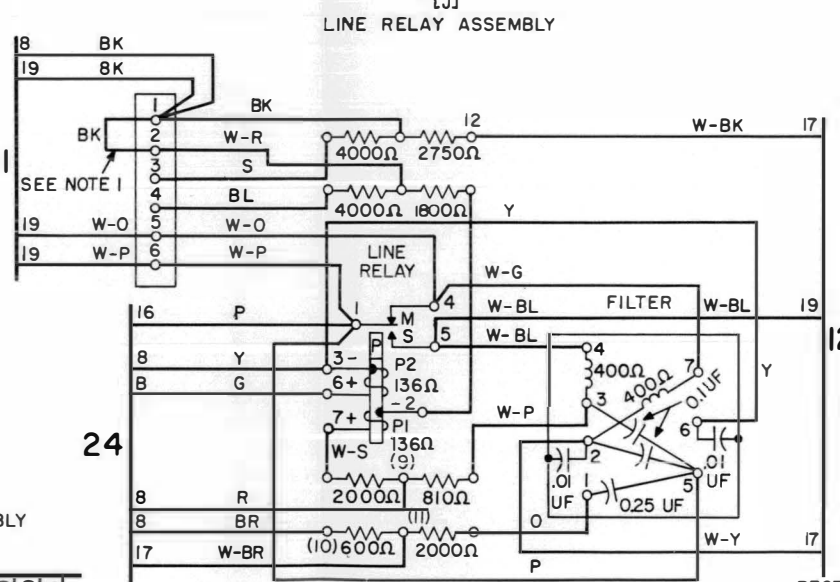 [J]
LINE RELAY ASSEMBLY
8 BK
19 8K
1
BK
12
W-BK 17
BK
2
W-R
4000Ω 2750Ω
3
S
SEE NOTE 1
4
BL
4000Ω 1800Ω
Y
19 W-O 5 W-O
19 W-P 6 W-P
LINE
RELAY
W-G
4
16 P 1
M
W-BL FILTER W-BL 19
S
5
W-BL
P
4
8 Y 3-
P2
400Ω
400Ω
7
Y
B G 6+
136Ω
0.1UF
-2
3
W-P
7+
P1
6
24
136Ω
W-S
(9)
2
.01
UF
.01
UF
5
2000Ω 810Ω
1
8 R
0.25 UF
(11)
8 BR
O
(10) 600Ω 2000Ω
W-Y 17
17 W-BR
P
BLY